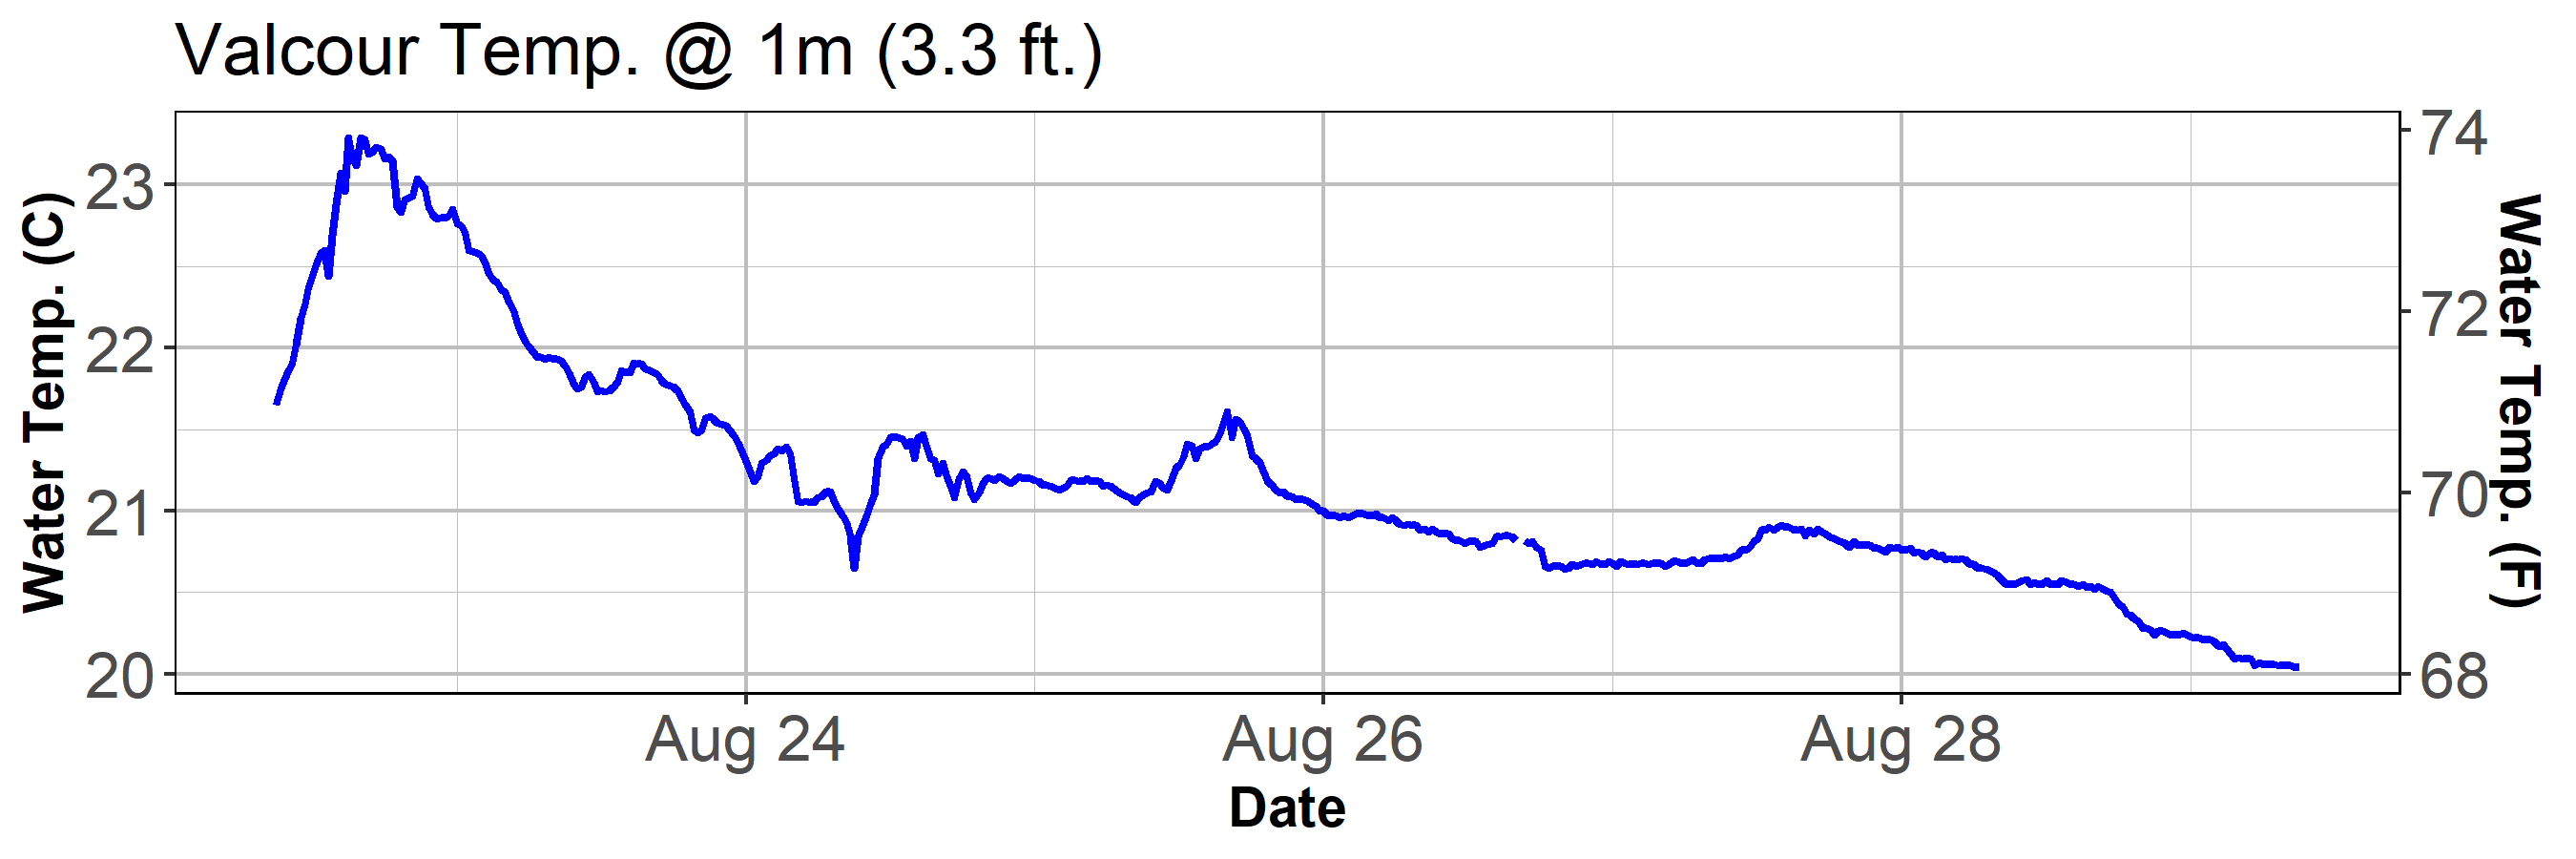 Valcour Temp. @ 1m (3.3 ft.)
Water Temp. (C)
23
22
21
20
74
72
70
68
Water Temp. (F)
Aug 24
Aug 26
Aug 28
Date